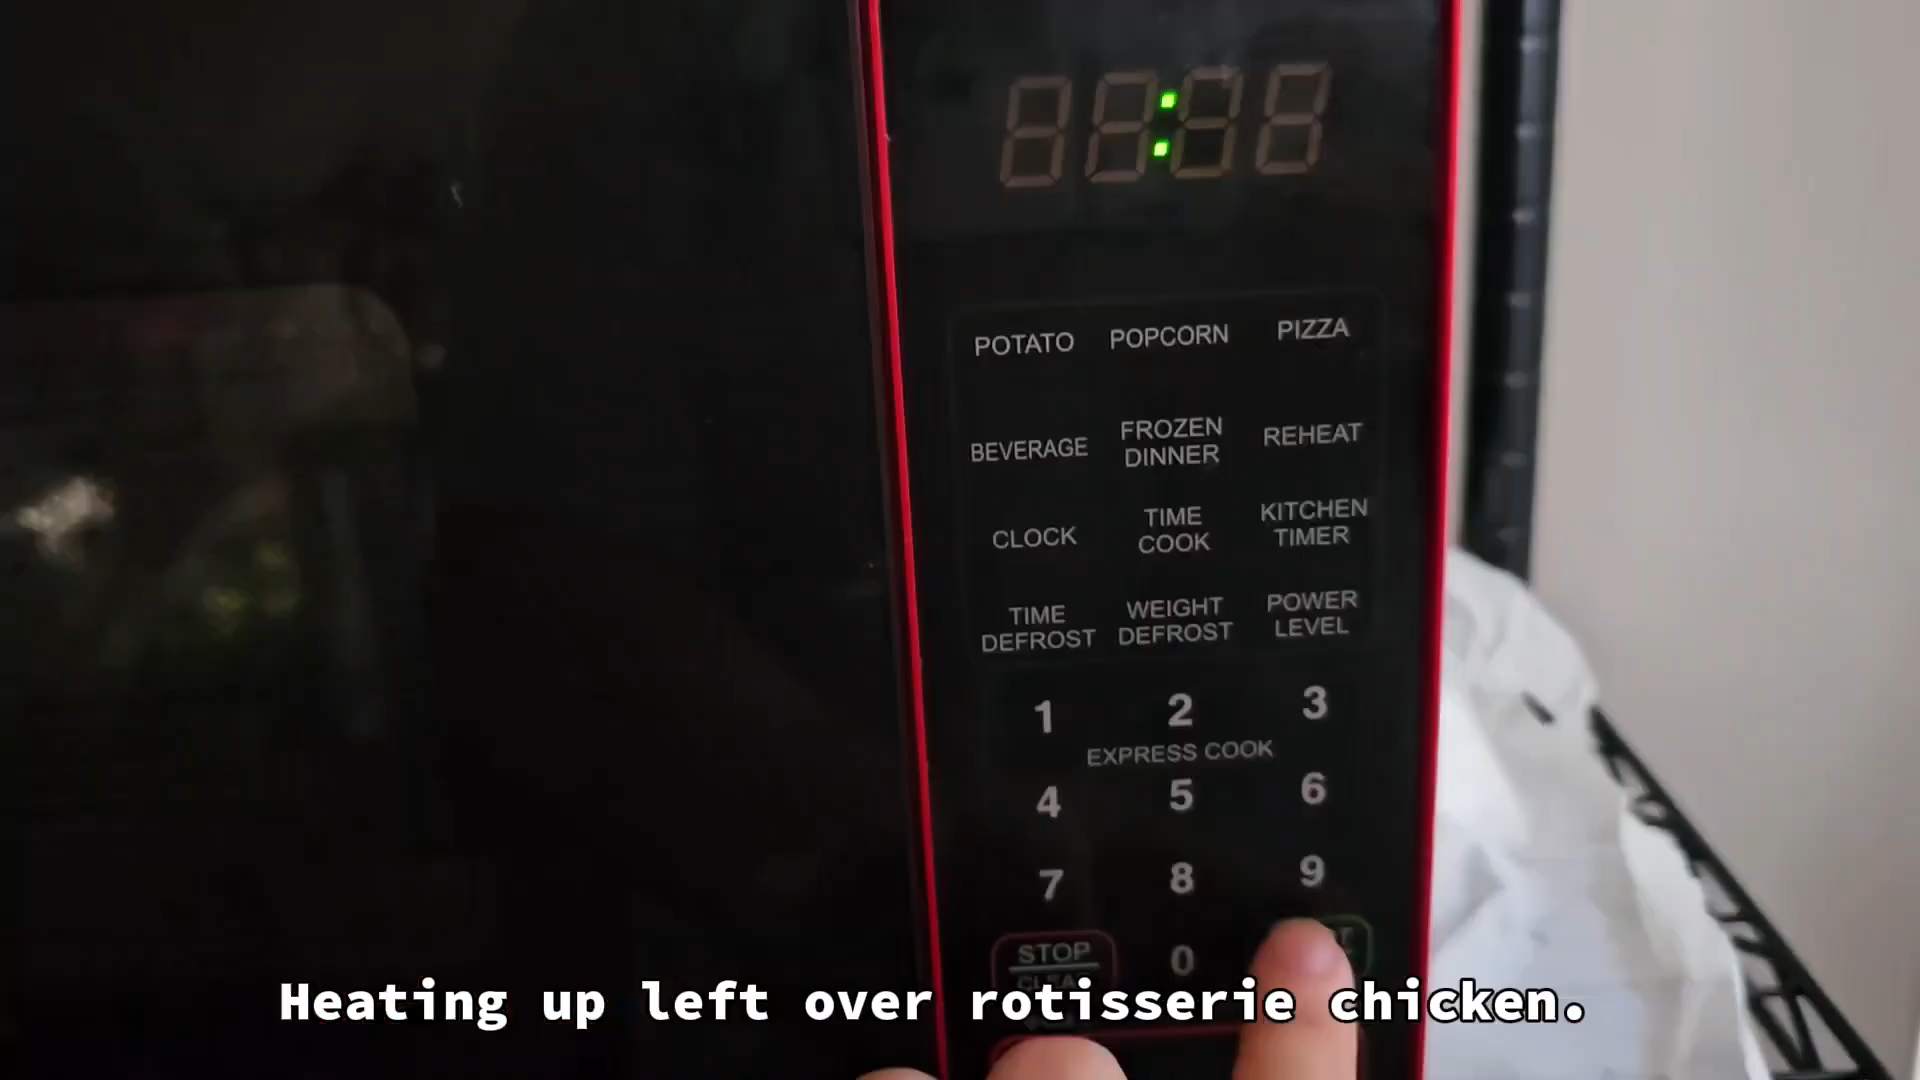 POTATO POPCORN PIZZA
BEVERAGE FROZEN DINNER REHEAT
CLOCK TIME COOK KITCHEN TIMER
TIME DEFROST WEIGHT DEFROST POWER LEVEL
1 2 3
EXPRESS COOK
4 5 6
7 8 9
STOP 0
CLEAR
Heating up left over rotisserie chicken.